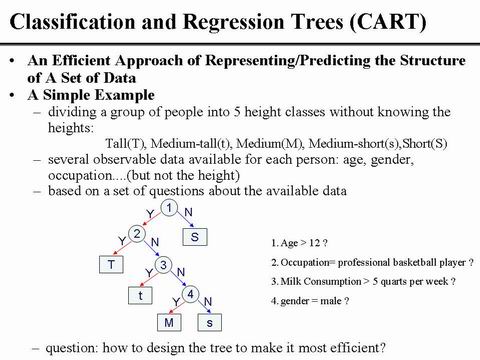 Classification and Regression Trees (CART)
• An Efficient Approach of Representing/Predicting the Structure
of A Set of Data
• A Simple Example
– dividing a group of people into 5 height classes without knowing the
heights:
Tall(T), Medium-tall(t), Medium(M), Medium-short(s),Short(S)
– several observable data available for each person: age, gender,
occupation....(but not the height)
– based on a set of questions about the available data
1
Y N
2 S
Y N
T 3
Y N
t 4
Y N
M s
1. Age > 12 ?
2. Occupation= professional basketball player ?
3. Milk Consumption > 5 quarts per week ?
4. gender = male ?
– question: how to design the tree to make it most efficient?